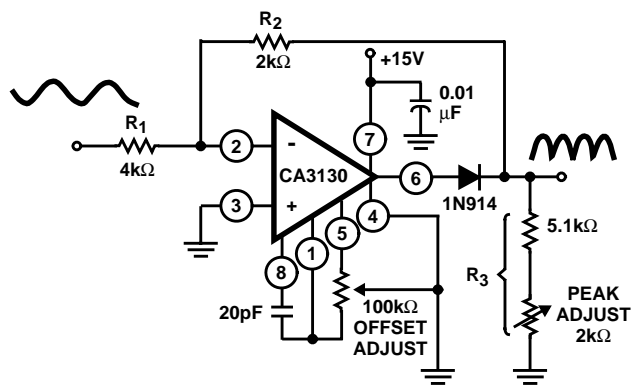 R2
2kΩ
+15V
0.01
μF
R1
4kΩ
2
-
7
CA3130
6
1N914
3
+
4
5
1
8
5.1kΩ
R3
20pF
100kΩ
OFFSET
ADJUST
PEAK
ADJUST
2kΩ